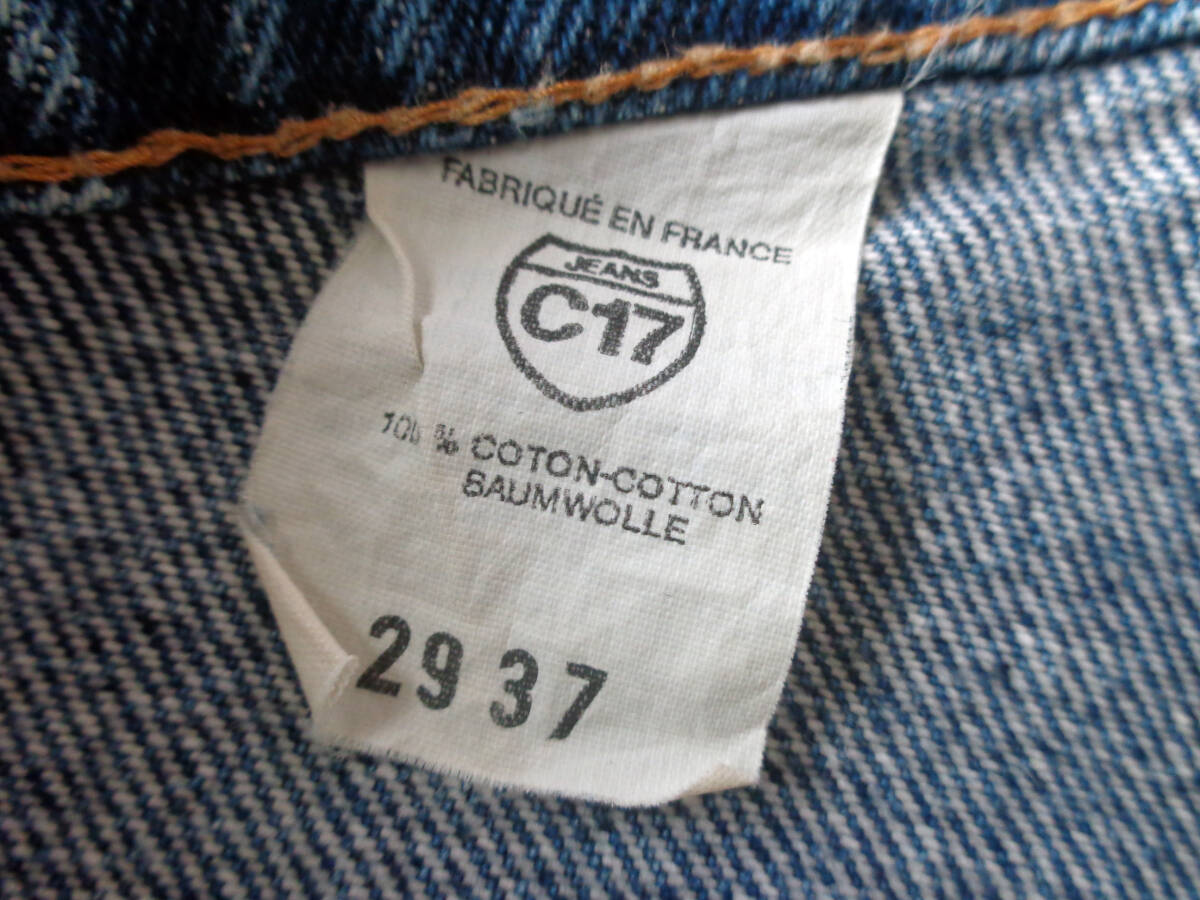 FABRIQUÉ EN FRANCE
JEANS
C17
100 % COTON-COTTON
BAUMWOLLE
29 37